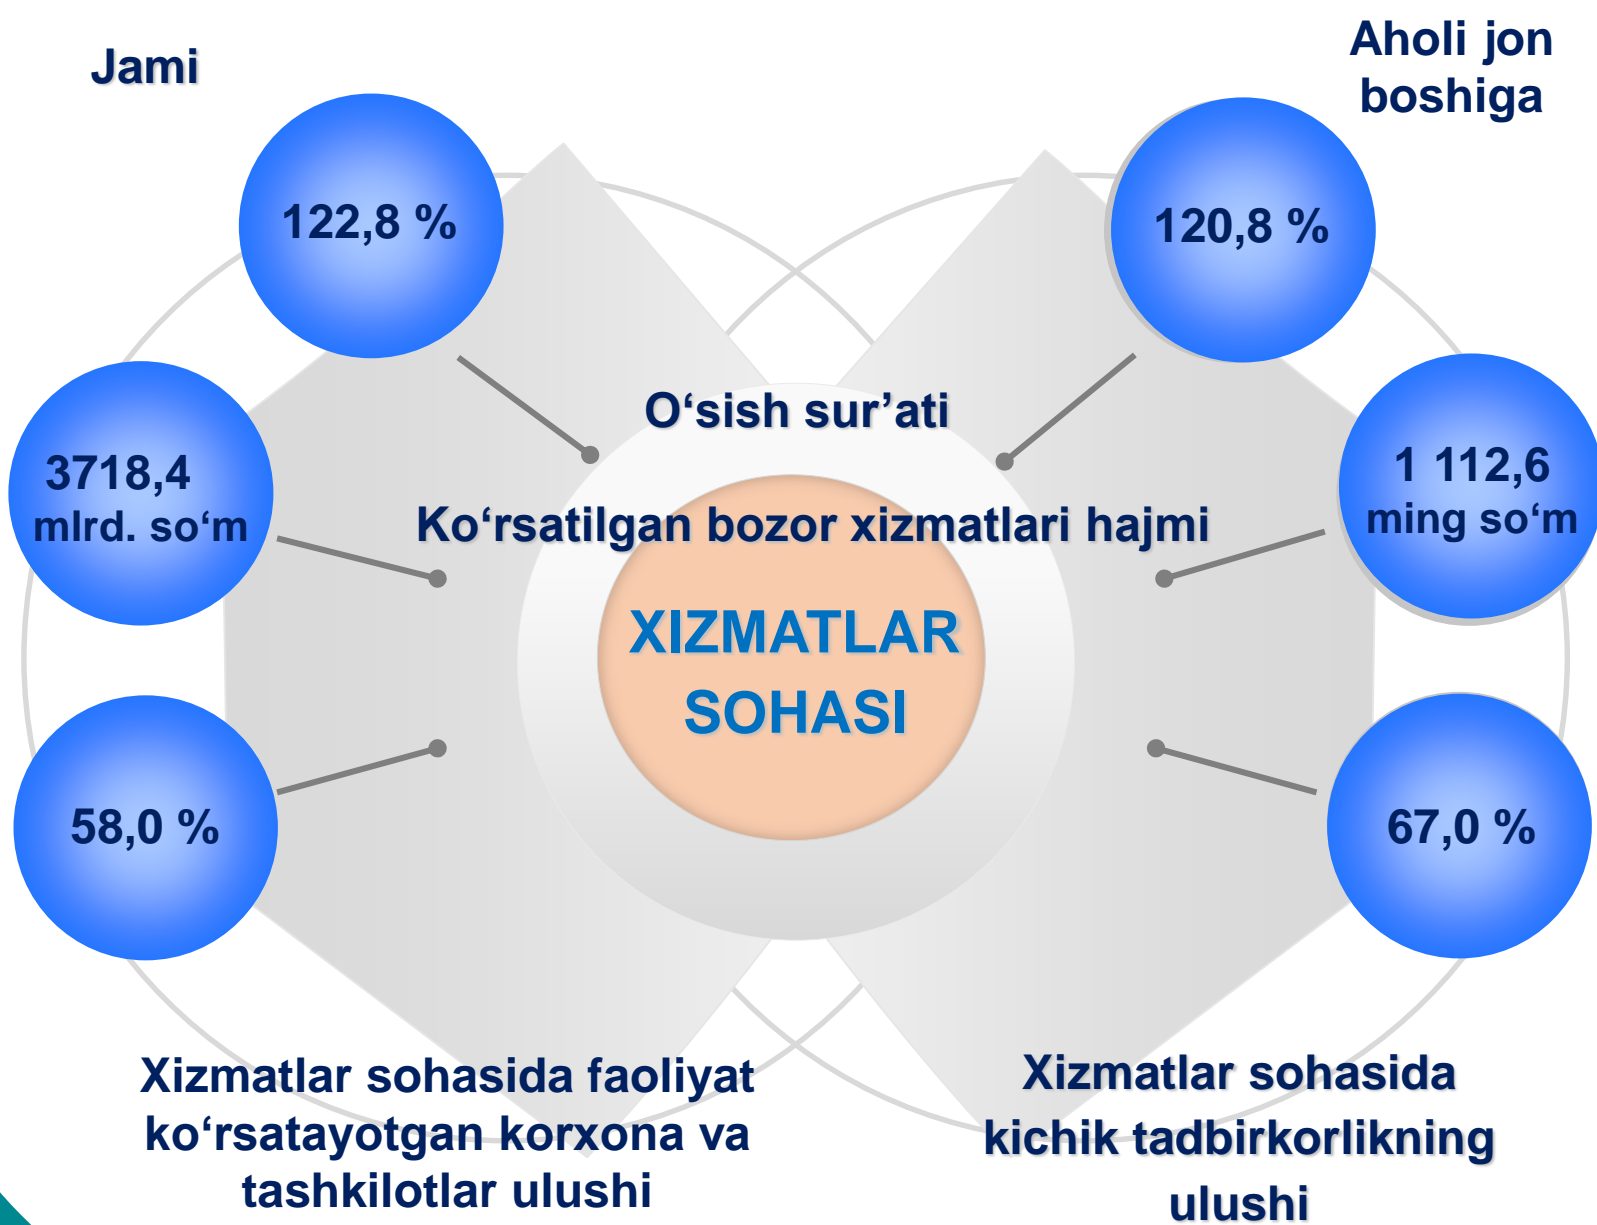 Jami
Aholi jon
boshiga
122,8 %
120,8 %
O‘sish sur’ati
3718,4
mlrd. so‘m
1 112,6
ming so‘m
Ko‘rsatilgan bozor xizmatlari hajmi
XIZMATLAR
SOHASI
58,0 %
67,0 %
Xizmatlar sohasida faoliyat
ko‘rsatayotgan korxona va
tashkilotlar ulushi
Xizmatlar sohasida
kichik tadbirkorlikning
ulushi